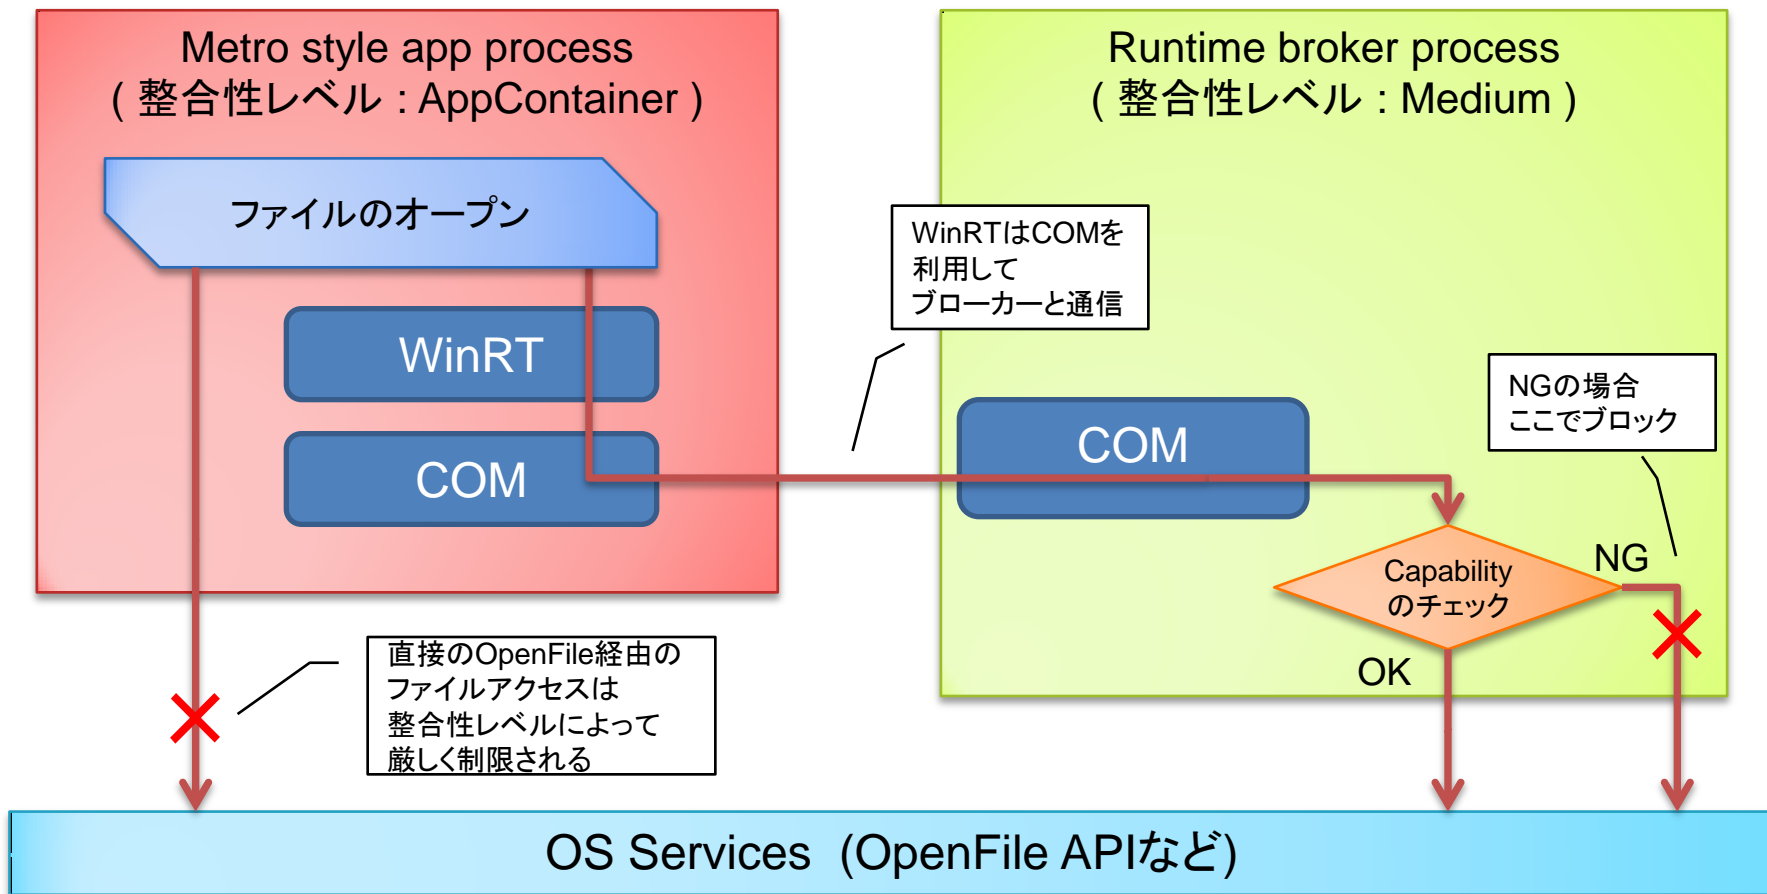 Metro style app process
( 整合性レベル : AppContainer )
ファイルのオープン
WinRT
COM
Runtime broker process
( 整合性レベル : Medium )
WinRTはCOMを
利用して
ブローカーと通信
COM
NGの場合
ここでブロック
Capability
のチェック
NG
OK
直接のOpenFile経由の
ファイルアクセスは
整合性レベルによって
厳しく制限される
OS Services (OpenFile APIなど)